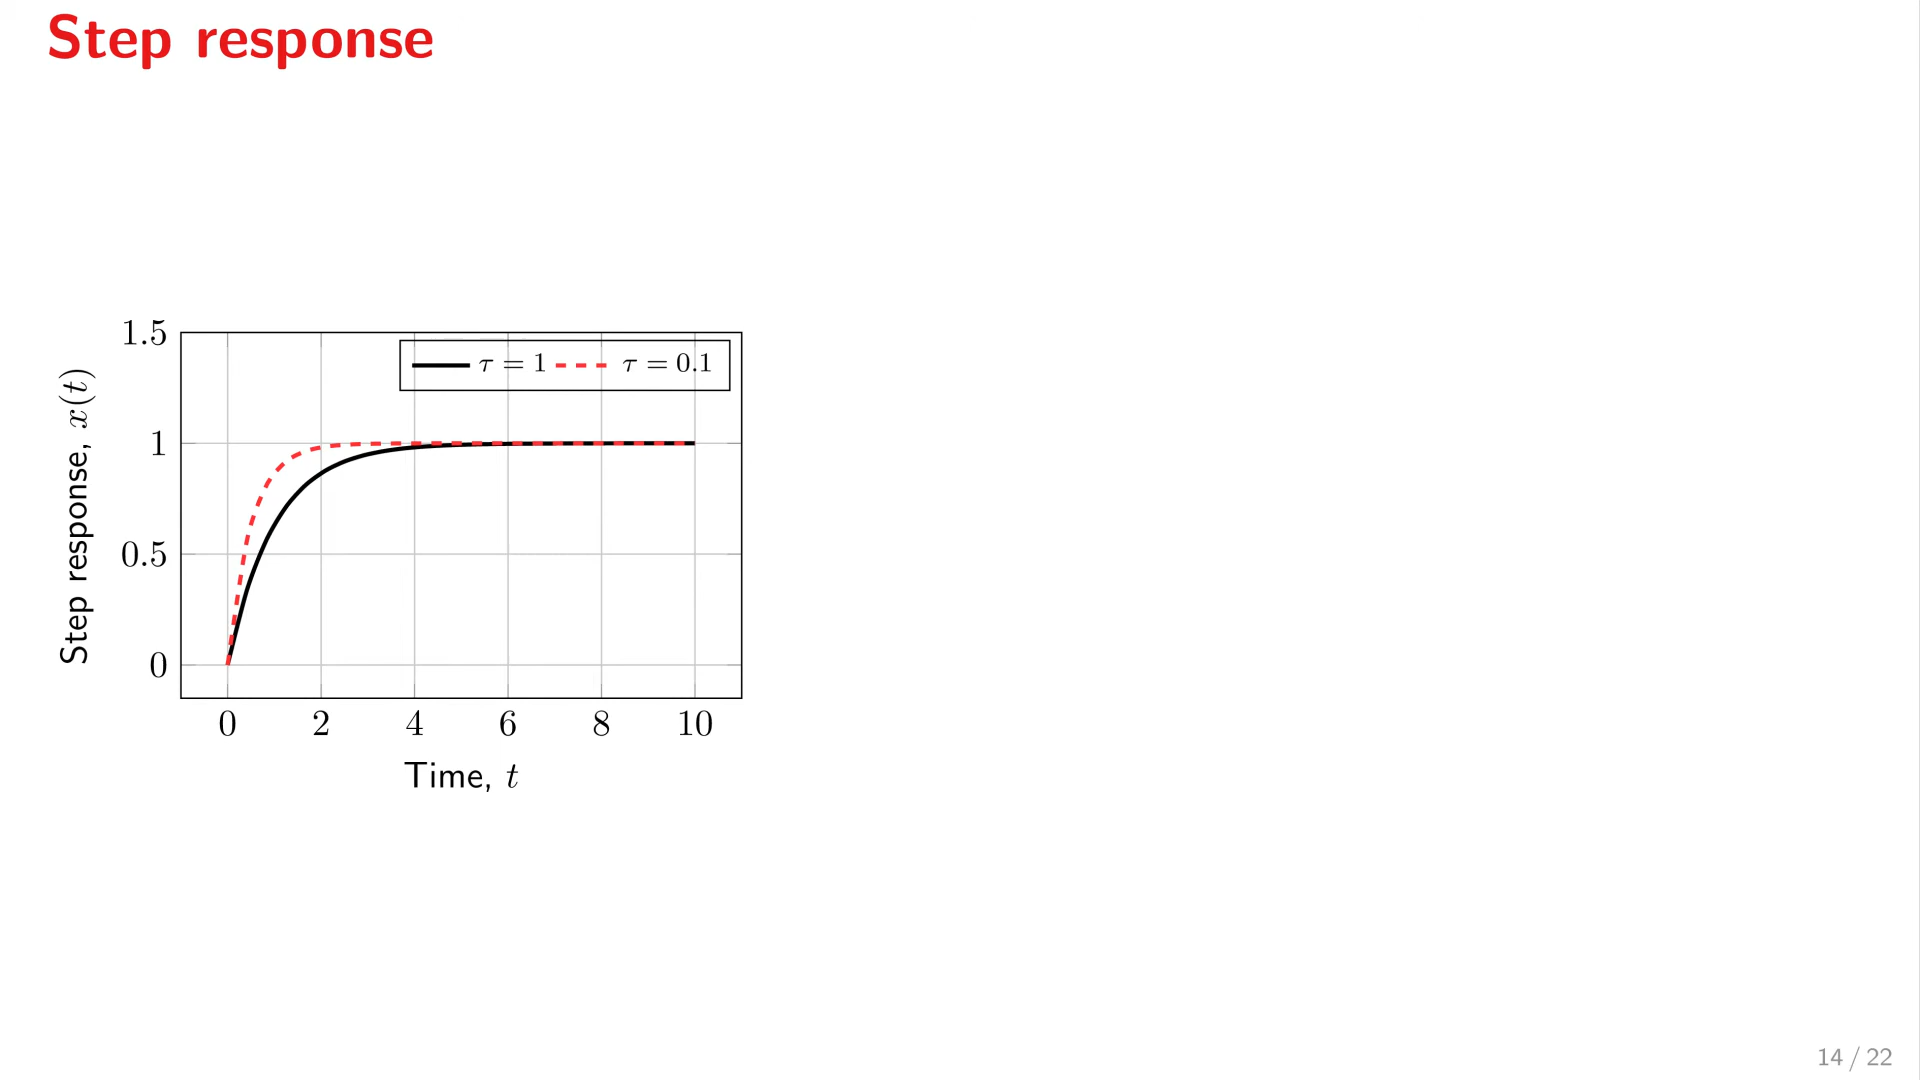 Step response
1.5
1
0.5
0
Step response, x(t)
τ = 1 τ = 0.1
0 2 4 6 8 10
Time, t
14 / 22